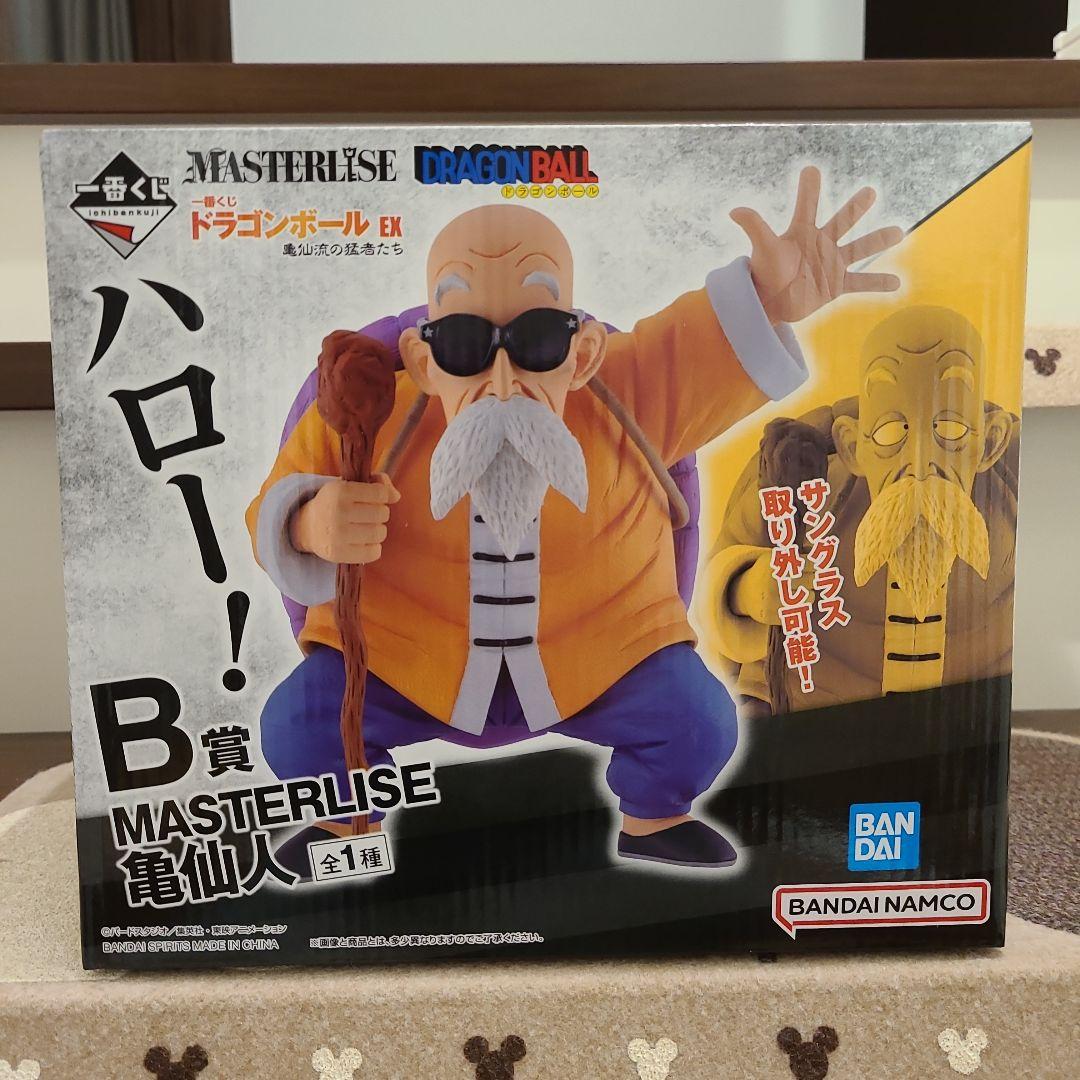 一番くじ
ichibankuji
MASTERLISE
DRAGONBALL
ドラゴンボール
一番くじ
ドラゴンボール EX
亀仙流の猛者たち
ハロー!
サングラス
取り外し可能!
B賞
MASTERLISE
亀仙人 全1種
BAN
DAI
BANDAI NAMCO
©バードスタジオ/集英社・東映アニメーション
BANDAI SPIRITS MADE IN CHINA
※画像と商品とは、多少異なりますのでご了承ください。